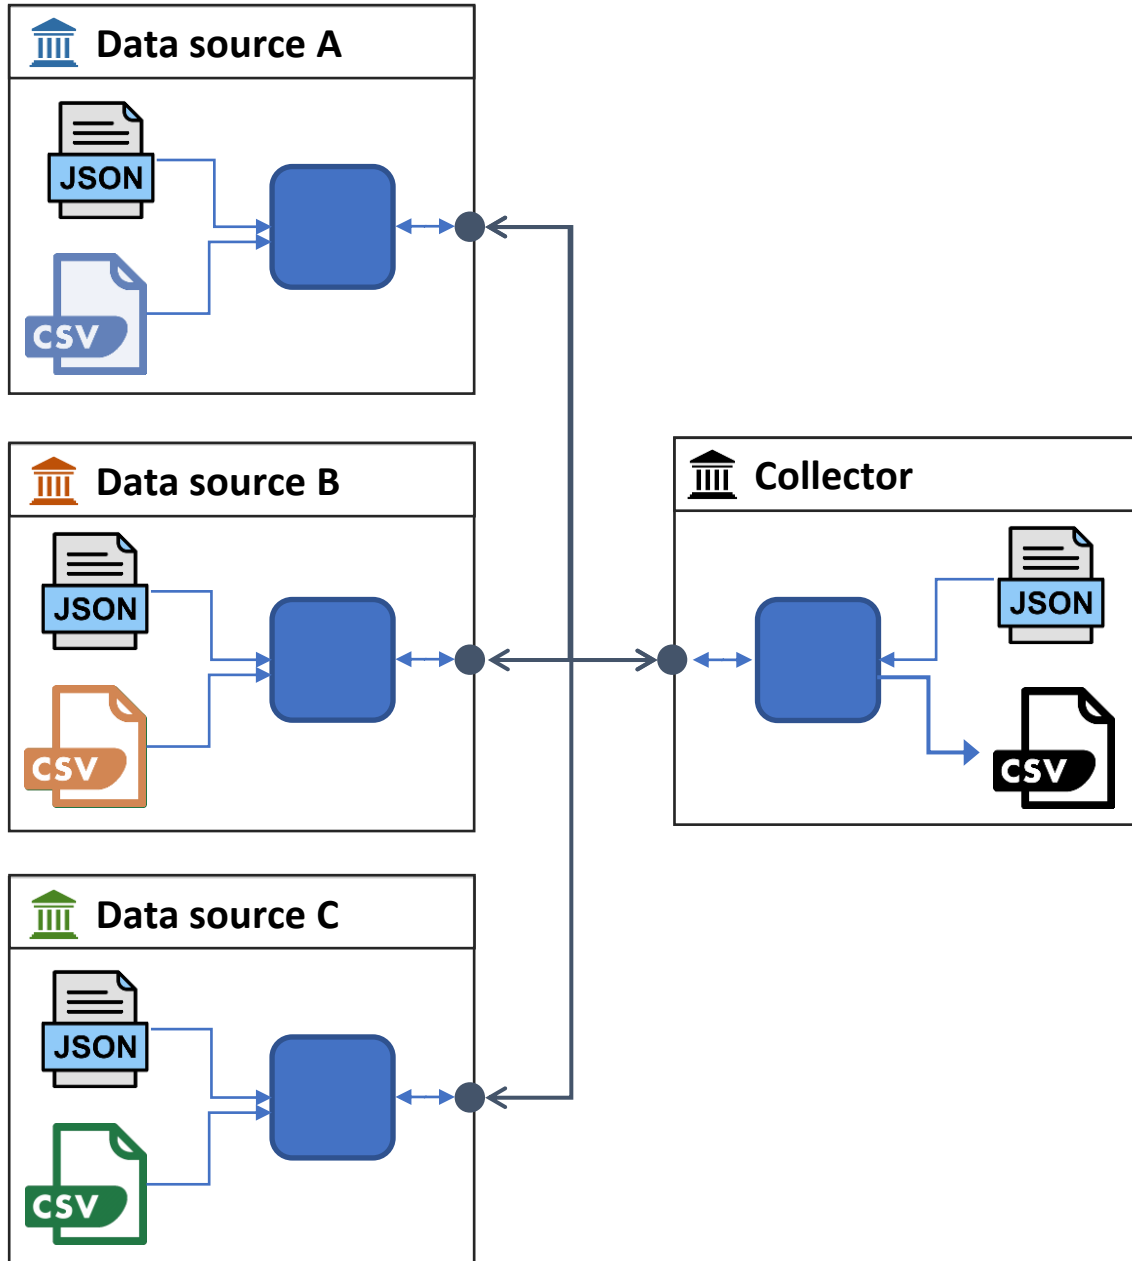 Data source A
JSON
CSV
Data source B
JSON
CSV
Collector
JSON
CSV
Data source C
JSON
CSV